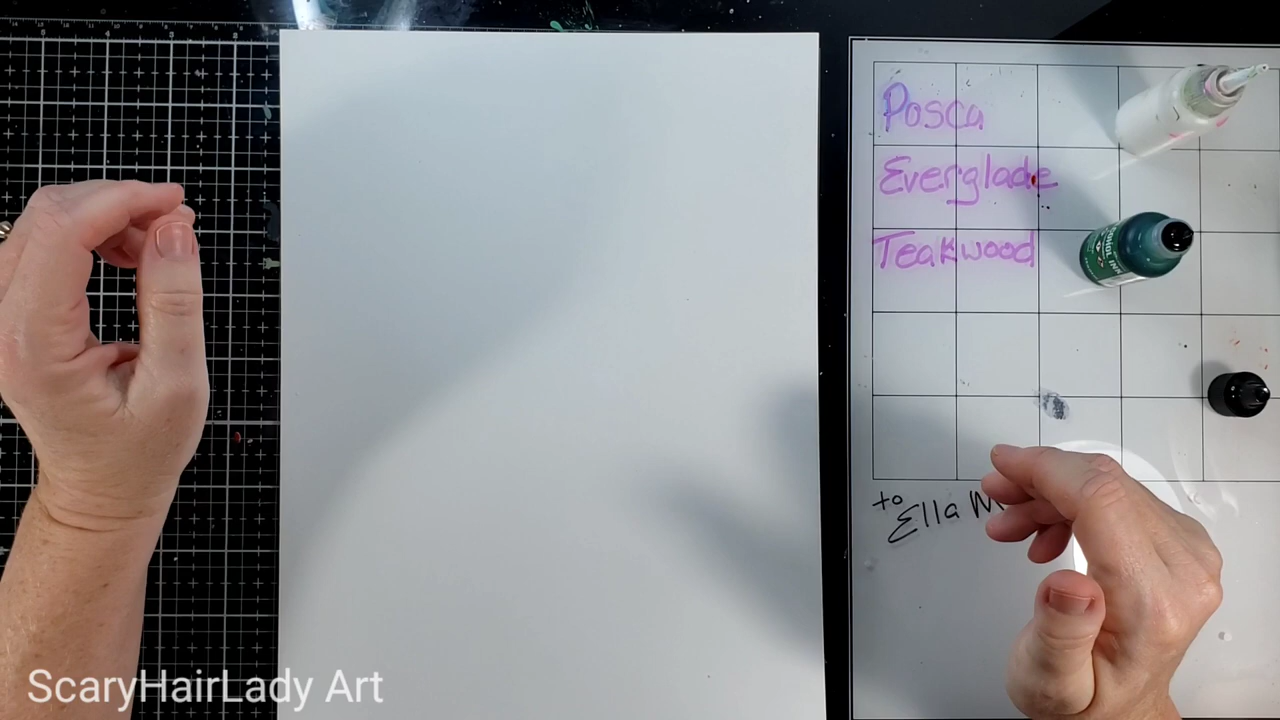 Posca
Everglade
Teakwood
to
Ella M
ScaryHairLady Art